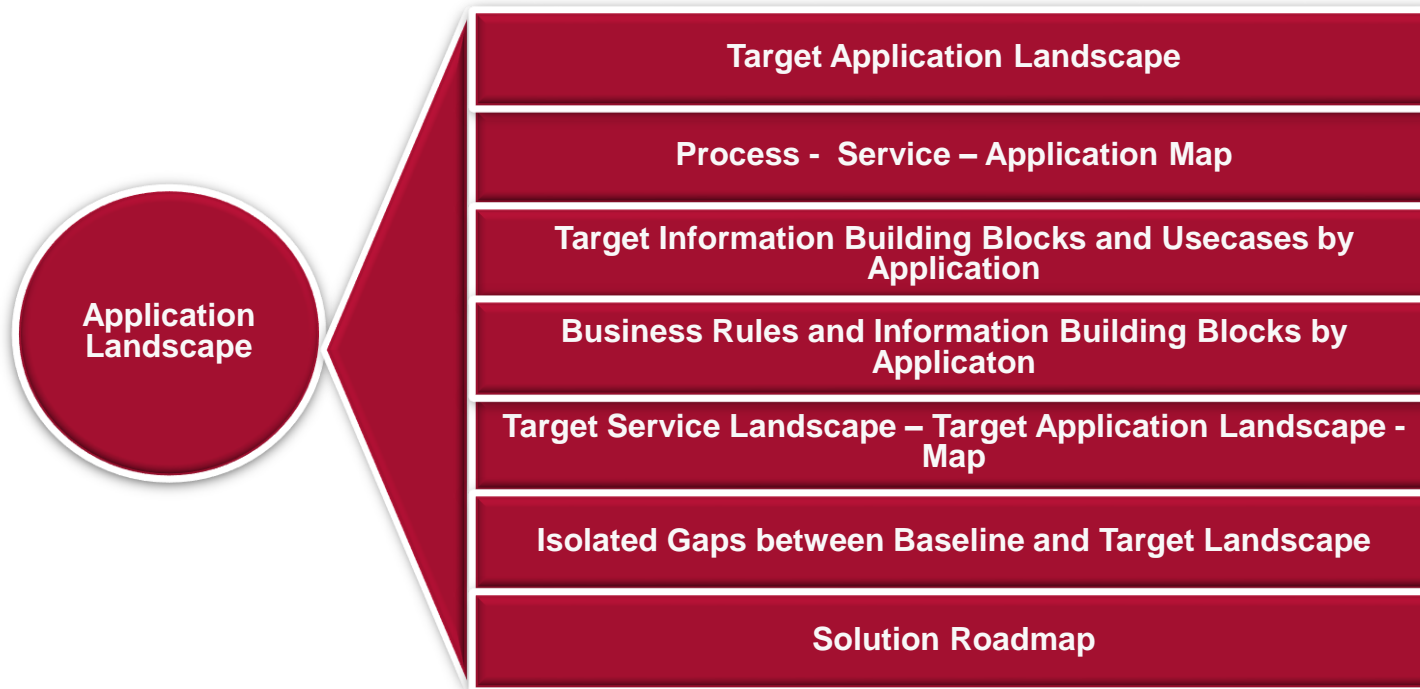 Application
Landscape
Target Application Landscape
Process -  Service – Application Map
Target Information Building Blocks and Usecases by
Application
Business Rules and Information Building Blocks by
Applicaton
Target Service Landscape – Target Application Landscape -
Map
Isolated Gaps between Baseline and Target Landscape
Solution Roadmap